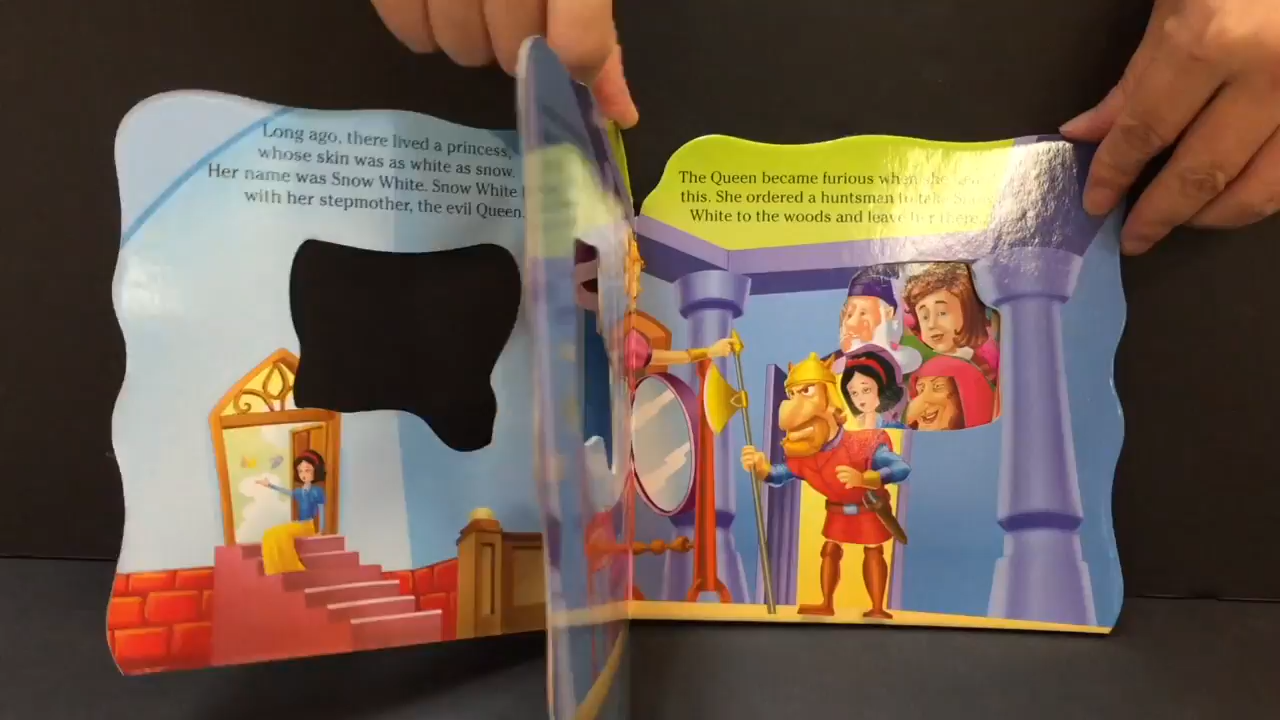 Long ago, there lived a princess,
whose skin was as white as snow.
Her name was Snow White. Snow White
with her stepmother, the evil Queen.
The Queen became furious when she saw
this. She ordered a huntsman to take Snow
White to the woods and leave her there.